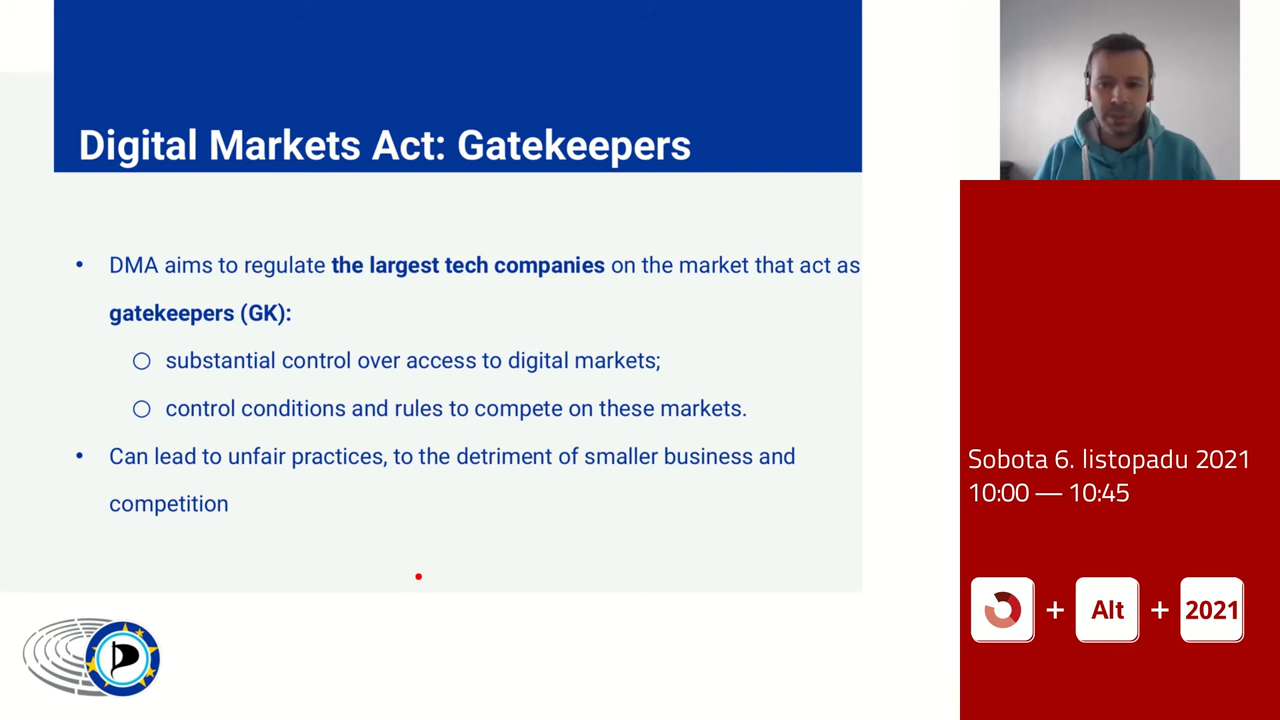 Digital Markets Act: Gatekeepers
• DMA aims to regulate the largest tech companies on the market that act as
gatekeepers (GK):
○ substantial control over access to digital markets;
○ control conditions and rules to compete on these markets.
• Can lead to unfair practices, to the detriment of smaller business and
competition
Sobota 6. listopadu 2021
10:00 — 10:45
+ Alt + 2021